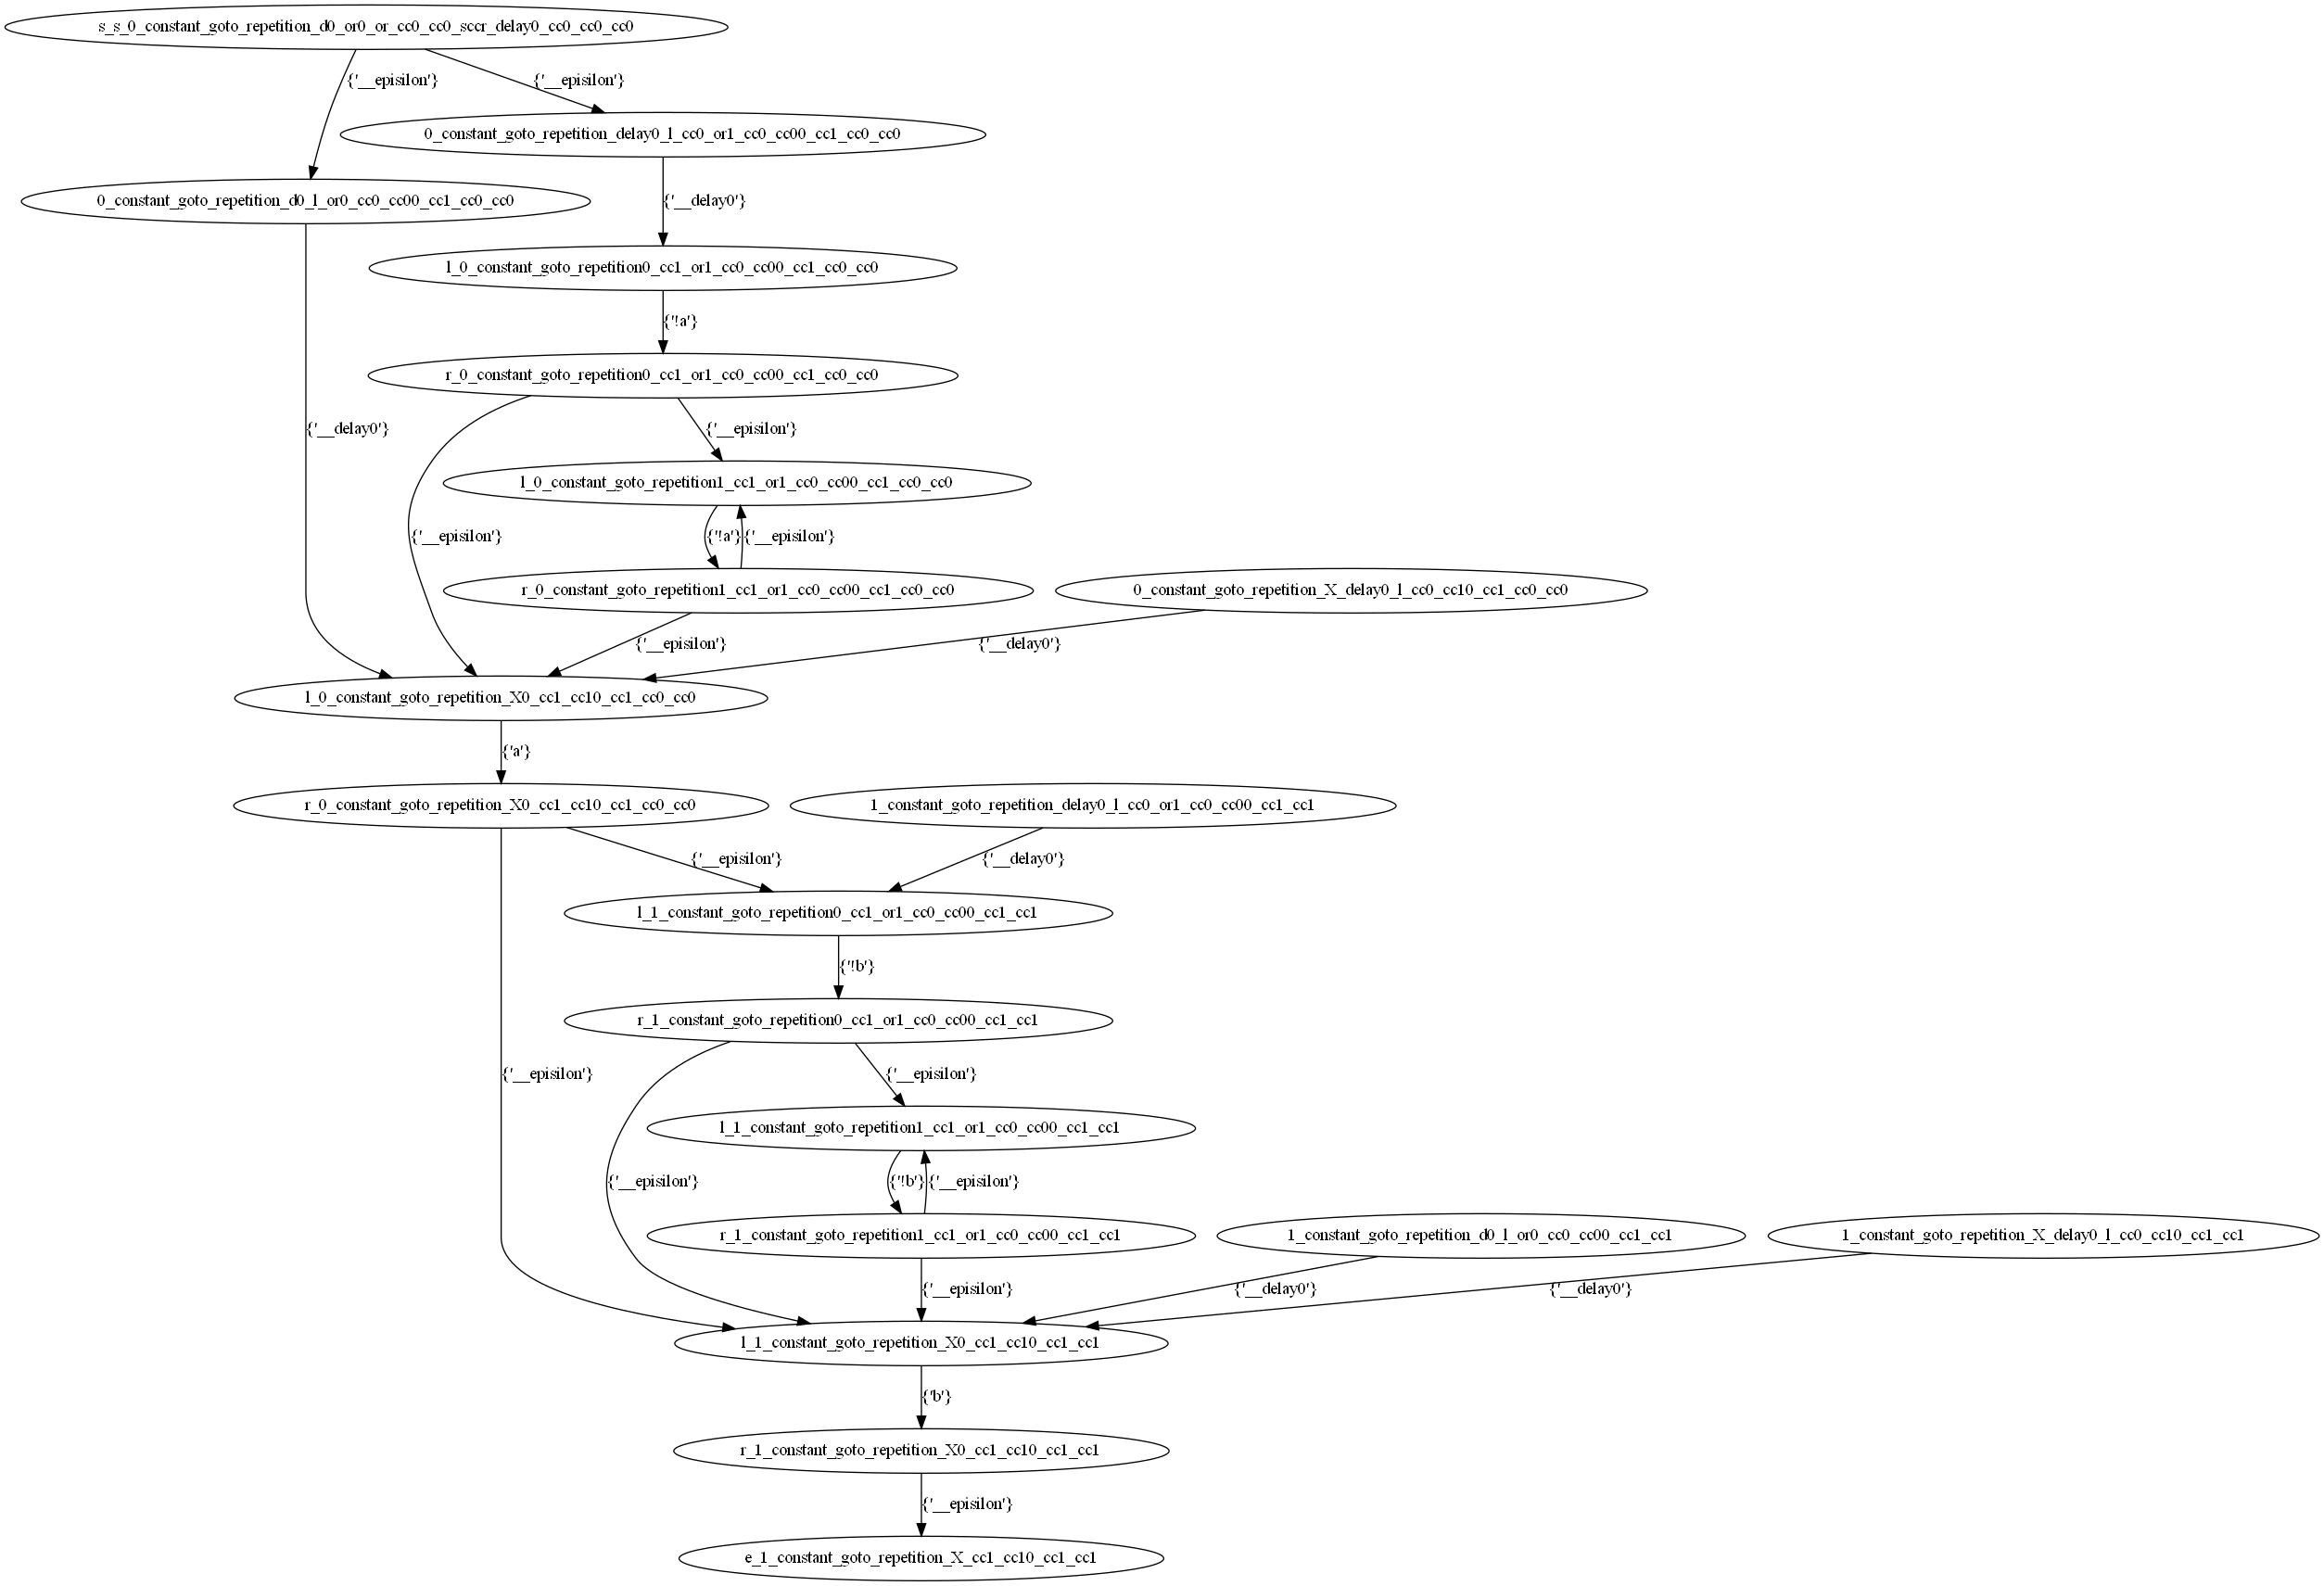 s_s_0_constant_goto_repetition_d0_or0_or_cc0_cc0_sccr_delay0_cc0_cc0_cc0
{'__episilon'}
{'__episilon'}
0_constant_goto_repetition_delay0_l_cc0_or1_cc0_cc00_cc1_cc0_cc0
0_constant_goto_repetition_d0_l_or0_cc0_cc00_cc1_cc0_cc0
{'__delay0'}
l_0_constant_goto_repetition0_cc1_or1_cc0_cc00_cc1_cc0_cc0
{'!a'}
r_0_constant_goto_repetition0_cc1_or1_cc0_cc00_cc1_cc0_cc0
{'__delay0'}
{'__episilon'}
l_0_constant_goto_repetition1_cc1_or1_cc0_cc00_cc1_cc0_cc0
{'__episilon'}
{'!a'}
{'__episilon'}
r_0_constant_goto_repetition1_cc1_or1_cc0_cc00_cc1_cc0_cc0
0_constant_goto_repetition_X_delay0_l_cc0_cc10_cc1_cc0_cc0
{'__episilon'}
{'__delay0'}
l_0_constant_goto_repetition_X0_cc1_cc10_cc1_cc0_cc0
{'a'}
r_0_constant_goto_repetition_X0_cc1_cc10_cc1_cc0_cc0
1_constant_goto_repetition_delay0_l_cc0_or1_cc0_cc00_cc1_cc1
{'__episilon'}
{'__delay0'}
l_1_constant_goto_repetition0_cc1_or1_cc0_cc00_cc1_cc1
{'!b'}
r_1_constant_goto_repetition0_cc1_or1_cc0_cc00_cc1_cc1
{'__episilon'}
{'__episilon'}
l_1_constant_goto_repetition1_cc1_or1_cc0_cc00_cc1_cc1
{'__episilon'}
{'!b'}
{'__episilon'}
r_1_constant_goto_repetition1_cc1_or1_cc0_cc00_cc1_cc1
1_constant_goto_repetition_d0_l_or0_cc0_cc00_cc1_cc1
1_constant_goto_repetition_X_delay0_l_cc0_cc10_cc1_cc1
{'__episilon'}
{'__delay0'}
{'__delay0'}
l_1_constant_goto_repetition_X0_cc1_cc10_cc1_cc1
{'b'}
r_1_constant_goto_repetition_X0_cc1_cc10_cc1_cc1
{'__episilon'}
e_1_constant_goto_repetition_X_cc1_cc10_cc1_cc1